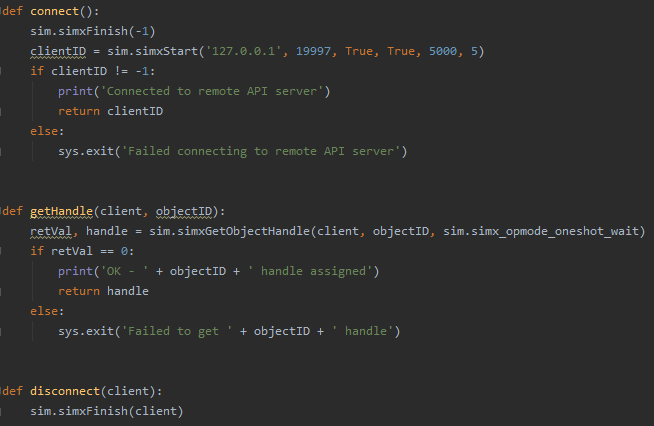 def connect():
    sim.simxFinish(-1)
    clientID = sim.simxStart('127.0.0.1', 19997, True, True, 5000, 5)
    if clientID != -1:
        print('Connected to remote API server')
        return clientID
    else:
        sys.exit('Failed connecting to remote API server')
def getHandle(client, objectID):
    retVal, handle = sim.simxGetObjectHandle(client, objectID, sim.simx_opmode_oneshot_wait)
    if retVal == 0:
        print('OK - ' + objectID + ' handle assigned')
        return handle
    else:
        sys.exit('Failed to get ' + objectID + ' handle')
def disconnect(client):
    sim.simxFinish(client)